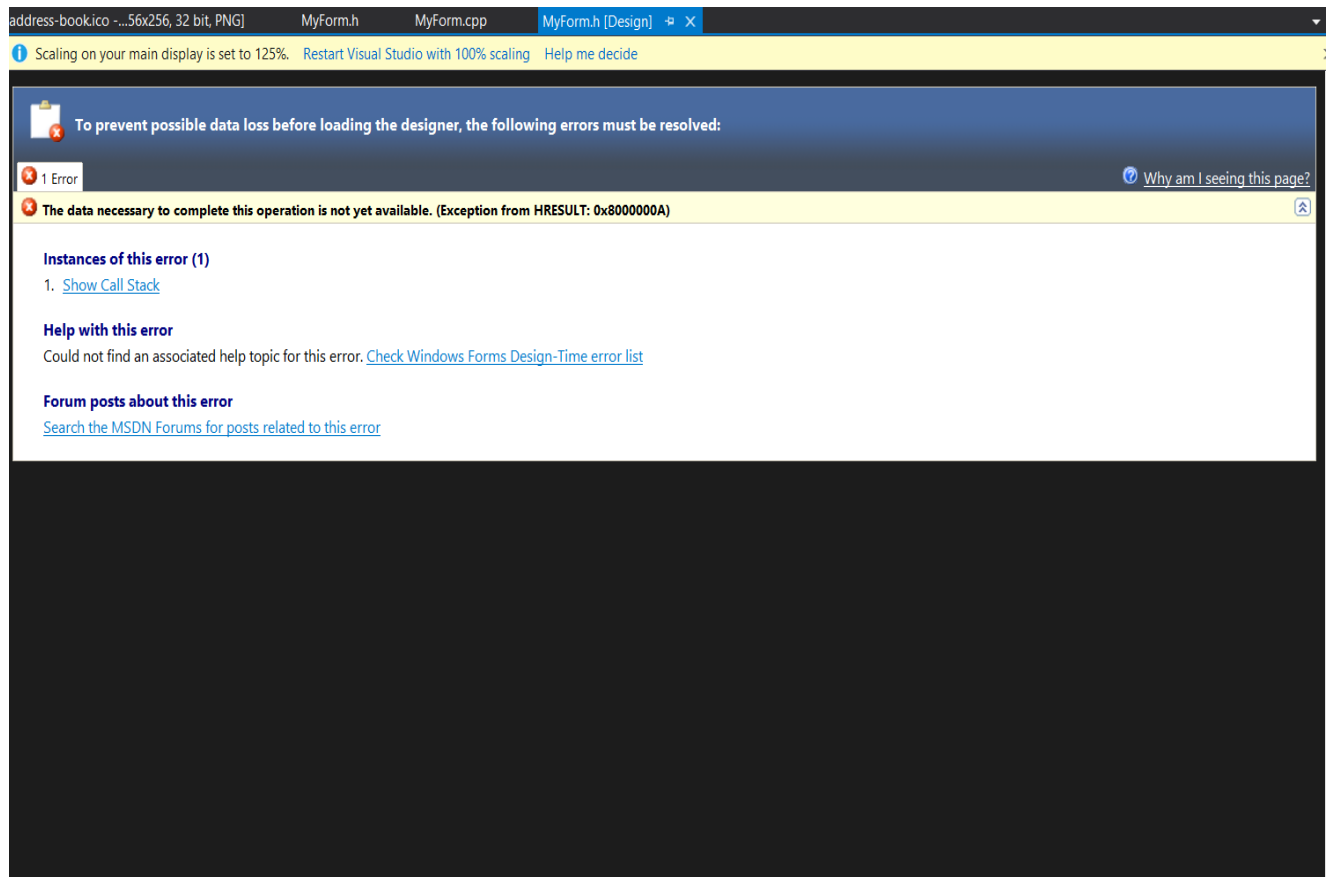 address-book.ico -...56x256, 32 bit, PNG] MyForm.h MyForm.cpp MyForm.h [Design]
Scaling on your main display is set to 125%. Restart Visual Studio with 100% scaling Help me decide
To prevent possible data loss before loading the designer, the following errors must be resolved:
1 Error Why am I seeing this page?
The data necessary to complete this operation is not yet available. (Exception from HRESULT: 0x8000000A)
Instances of this error (1)
1. Show Call Stack
Help with this error
Could not find an associated help topic for this error. Check Windows Forms Design-Time error list
Forum posts about this error
Search the MSDN Forums for posts related to this error